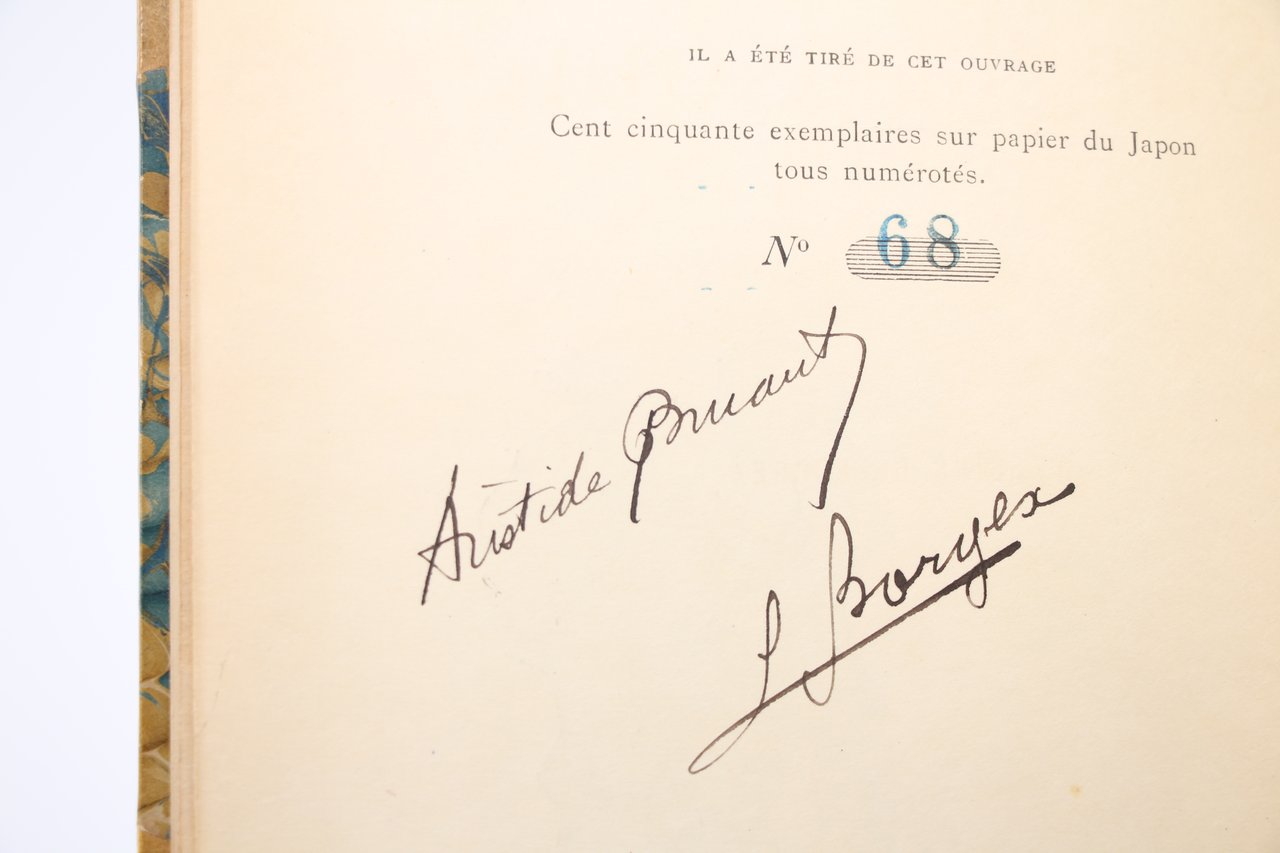 IL A ÉTÉ TIRÉ DE CET OUVRAGE
Cent cinquante exemplaires sur papier du Japon
tous numérotés.
Nº 68
Aristide Bruant
L Borgex